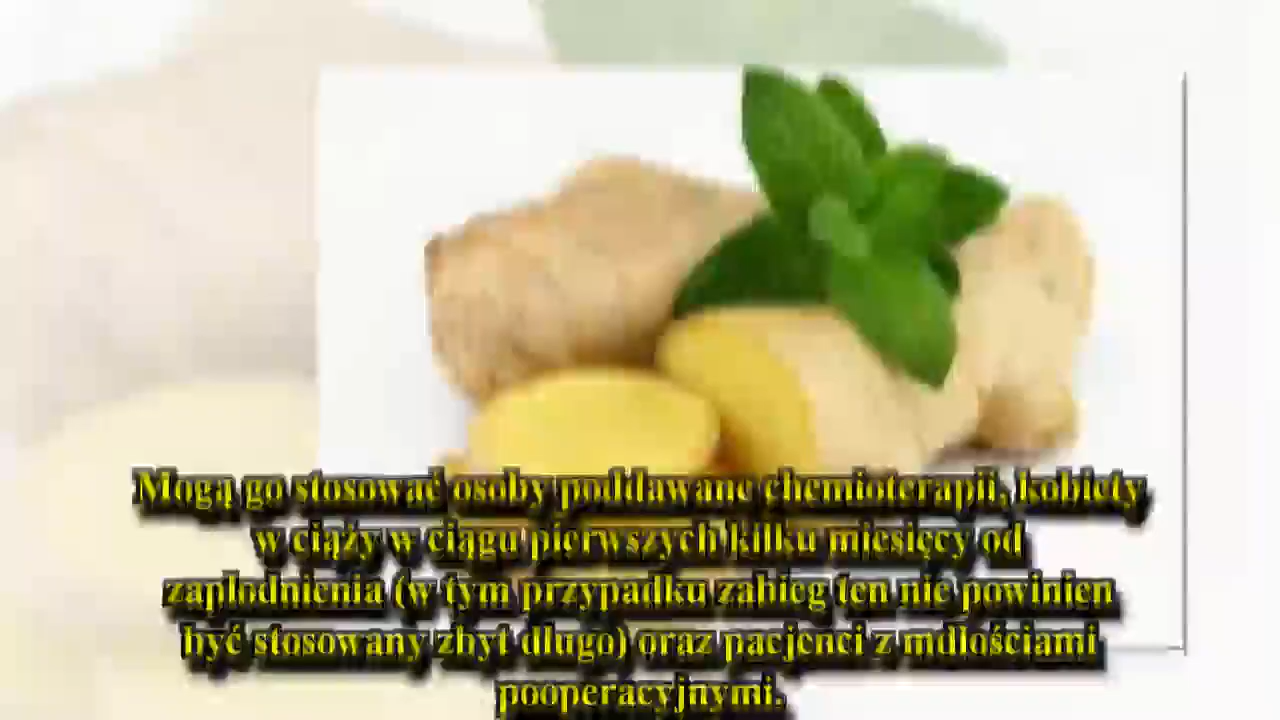 Mogą go stosować osoby poddawane chemioterapii, kobiety
w ciąży w ciągu pierwszych kilku miesięcy od
zapłodnienia (w tym przypadku zabieg ten nie powinien
być stosowany zbyt długo) oraz pacjenci z mdłościami
pooperacyjnymi.